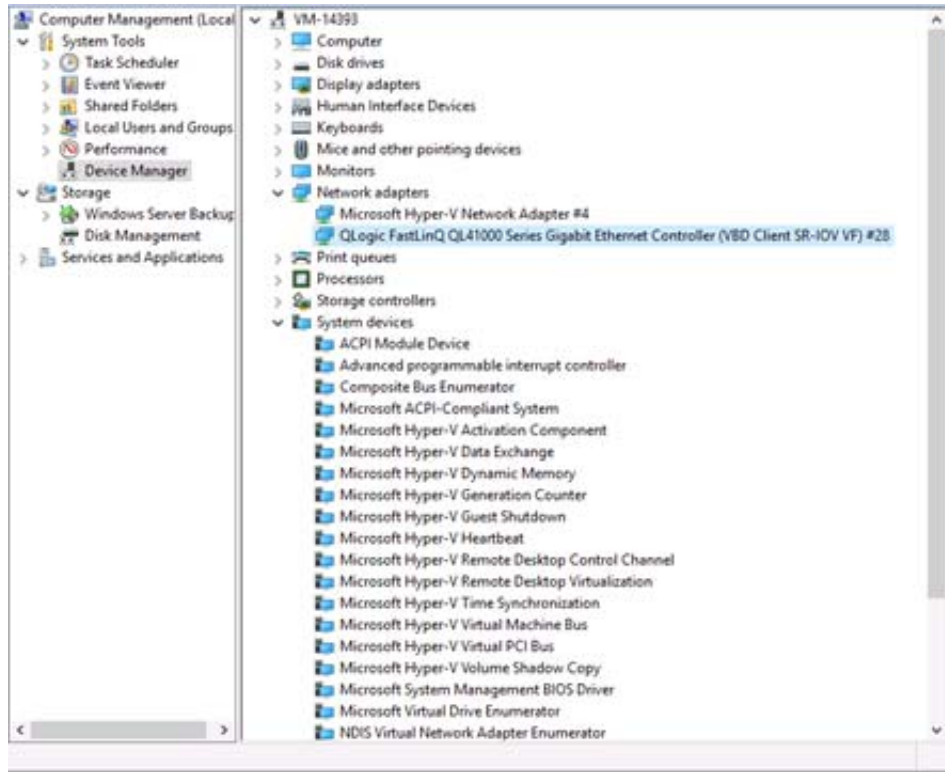 Computer Management (Local
System Tools
Task Scheduler
Event Viewer
Shared Folders
Local Users and Groups
Performance
Device Manager
Storage
Windows Server Backup
Disk Management
Services and Applications
VM-14393
Computer
Disk drives
Display adapters
Human Interface Devices
Keyboards
Mice and other pointing devices
Monitors
Network adapters
Microsoft Hyper-V Network Adapter #4
QLogic FastLinQ QL41000 Series Gigabit Ethernet Controller (VBD Client SR-IOV VF) #28
Print queues
Processors
Storage controllers
System devices
ACPI Module Device
Advanced programmable interrupt controller
Composite Bus Enumerator
Microsoft ACPI-Compliant System
Microsoft Hyper-V Activation Component
Microsoft Hyper-V Data Exchange
Microsoft Hyper-V Dynamic Memory
Microsoft Hyper-V Generation Counter
Microsoft Hyper-V Guest Shutdown
Microsoft Hyper-V Heartbeat
Microsoft Hyper-V Remote Desktop Control Channel
Microsoft Hyper-V Remote Desktop Virtualization
Microsoft Hyper-V Time Synchronization
Microsoft Hyper-V Virtual Machine Bus
Microsoft Hyper-V Virtual PCI Bus
Microsoft Hyper-V Volume Shadow Copy
Microsoft System Management BIOS Driver
Microsoft Virtual Drive Enumerator
NDIS Virtual Network Adapter Enumerator